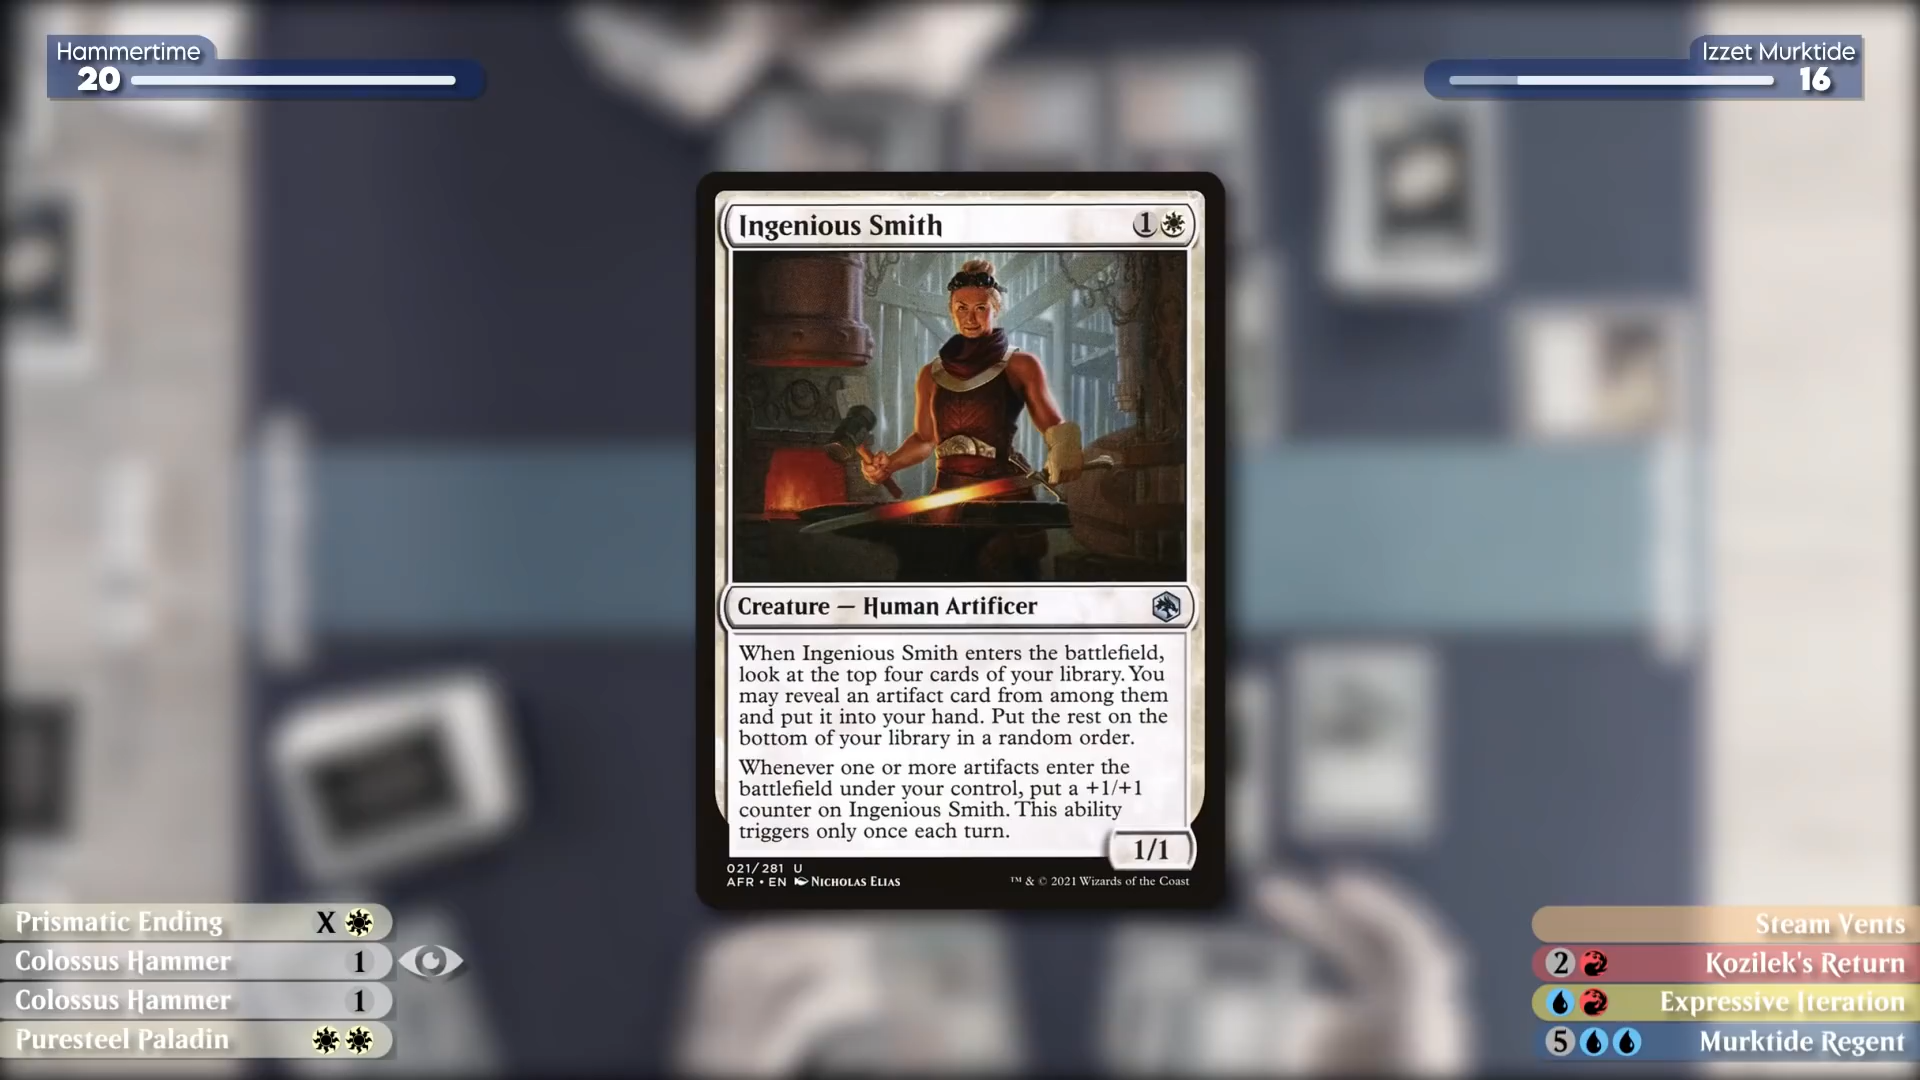 Hammertime
20
Izzet Murktide
16
Ingenious Smith
1
Creature — Human Artificer
When Ingenious Smith enters the battlefield,
look at the top four cards of your library. You
may reveal an artifact card from among them
and put it into your hand. Put the rest on the
bottom of your library in a random order.
Whenever one or more artifacts enter the
battlefield under your control, put a +1/+1
counter on Ingenious Smith. This ability
triggers only once each turn.
1/1
021/281 U
AFR • EN Nicholas Elias
™ & © 2021 Wizards of the Coast
Prismatic Ending X
Colossus Hammer 1
Colossus Hammer 1
Puresteel Paladin
Steam Vents
2 Kozilek's Return
Expressive Iteration
5 Murktide Regent